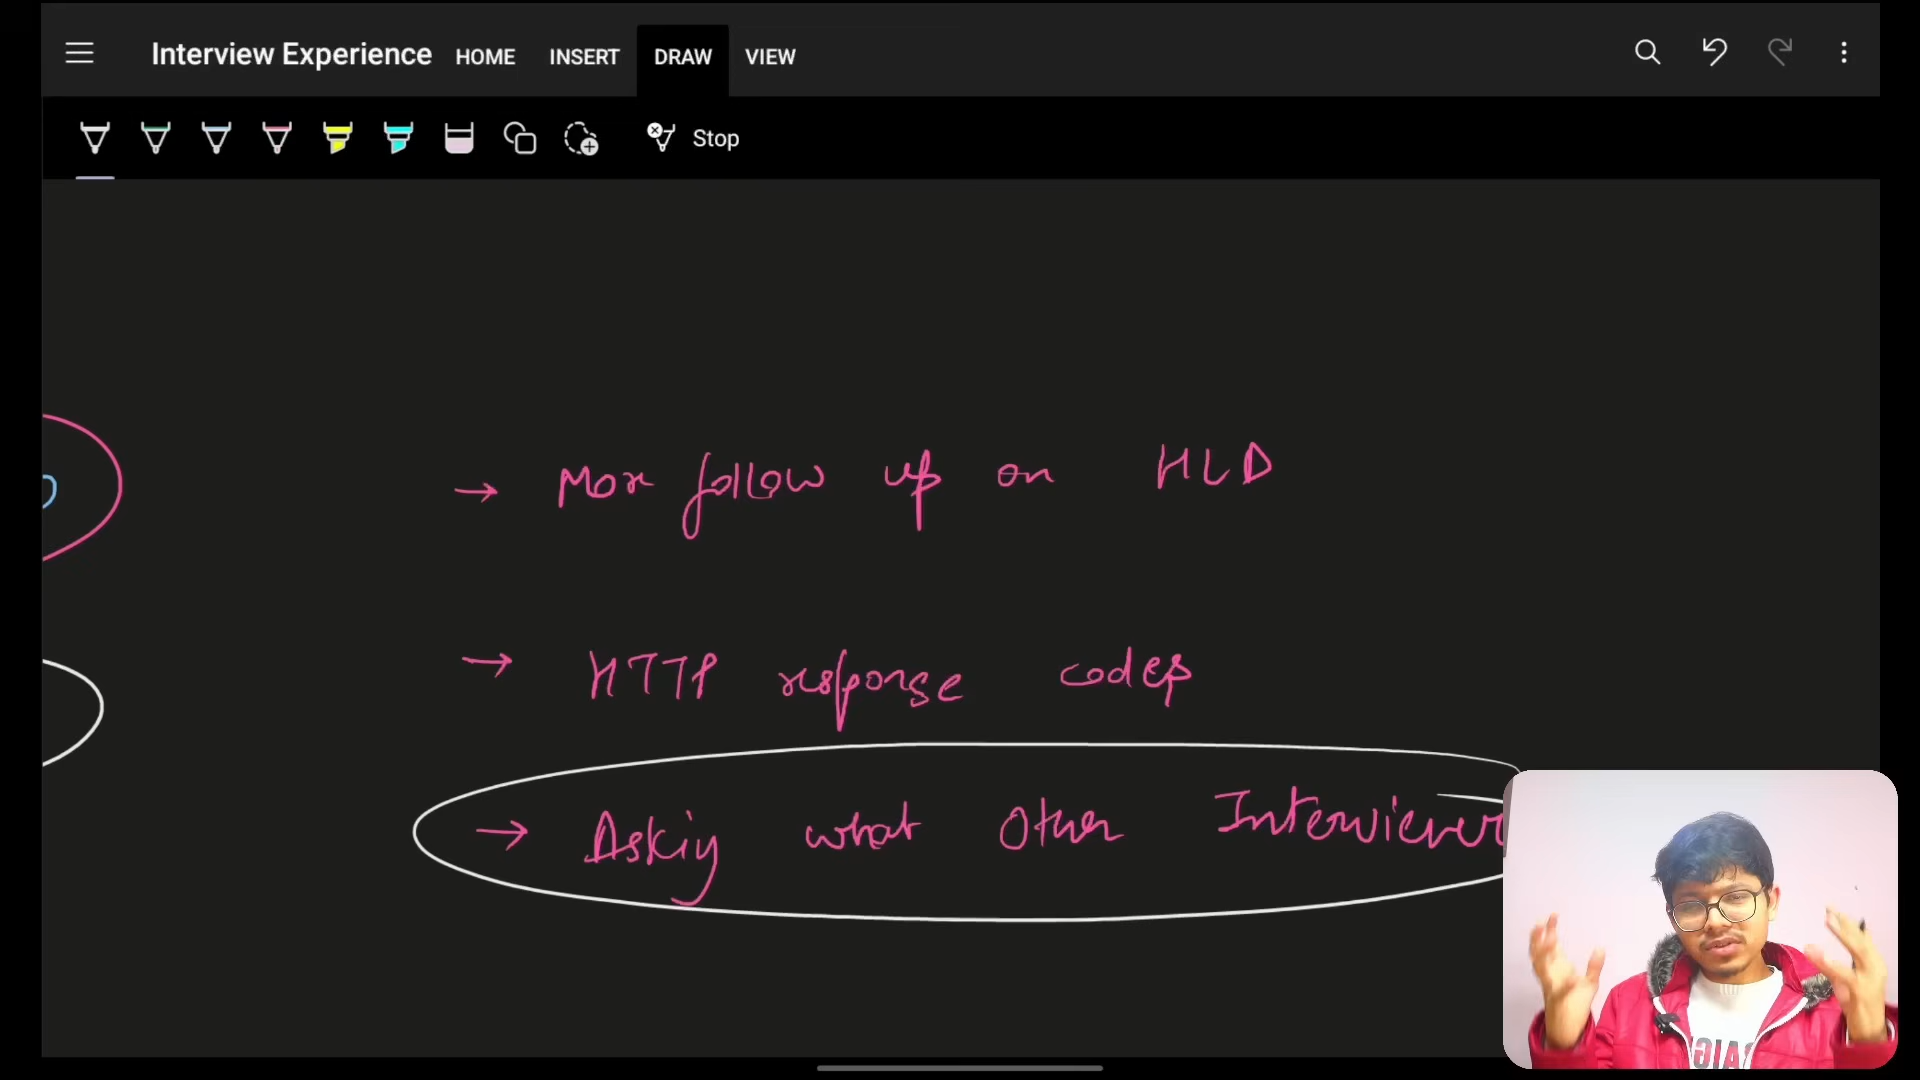 Interview Experience HOME INSERT DRAW VIEW
Stop
→ More follow up on HLD
→ HTTP response codes
→ Asking what Other Interviewer